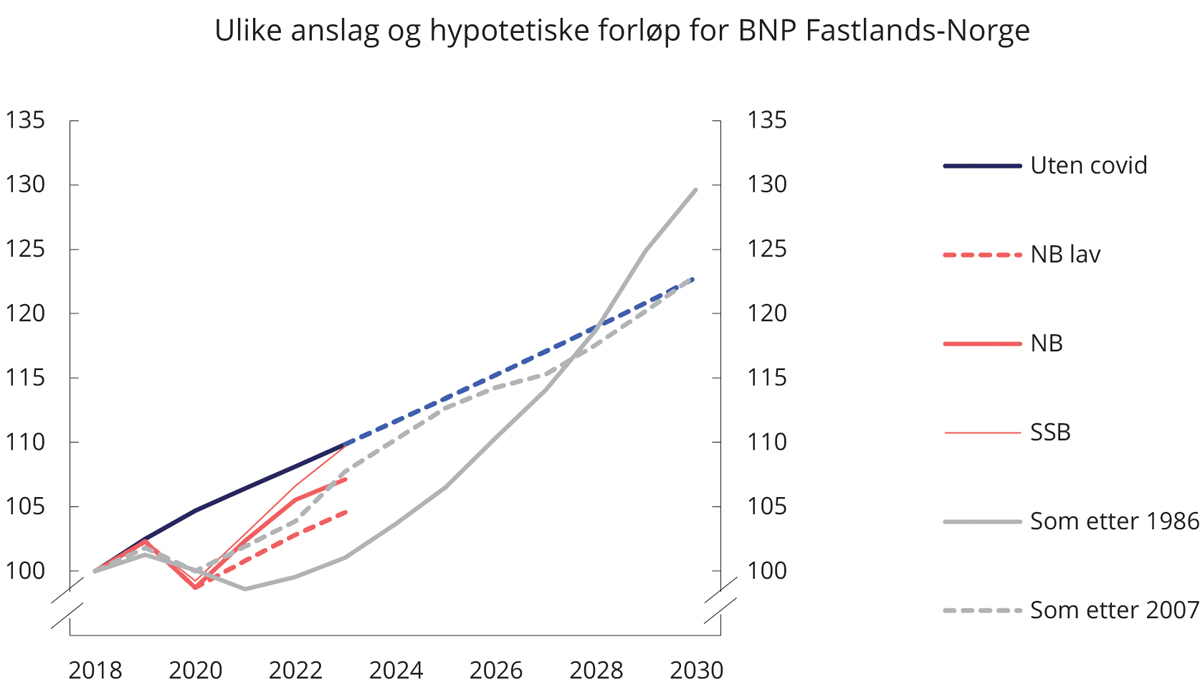 Ulike anslag og hypotetiske forløp for BNP Fastlands-Norge
135
130
125
120
115
110
105
100
135
130
125
120
115
110
105
100
2018 2020 2022 2024 2026 2028 2030
Uten covid
NB lav
NB
SSB
Som etter 1986
Som etter 2007